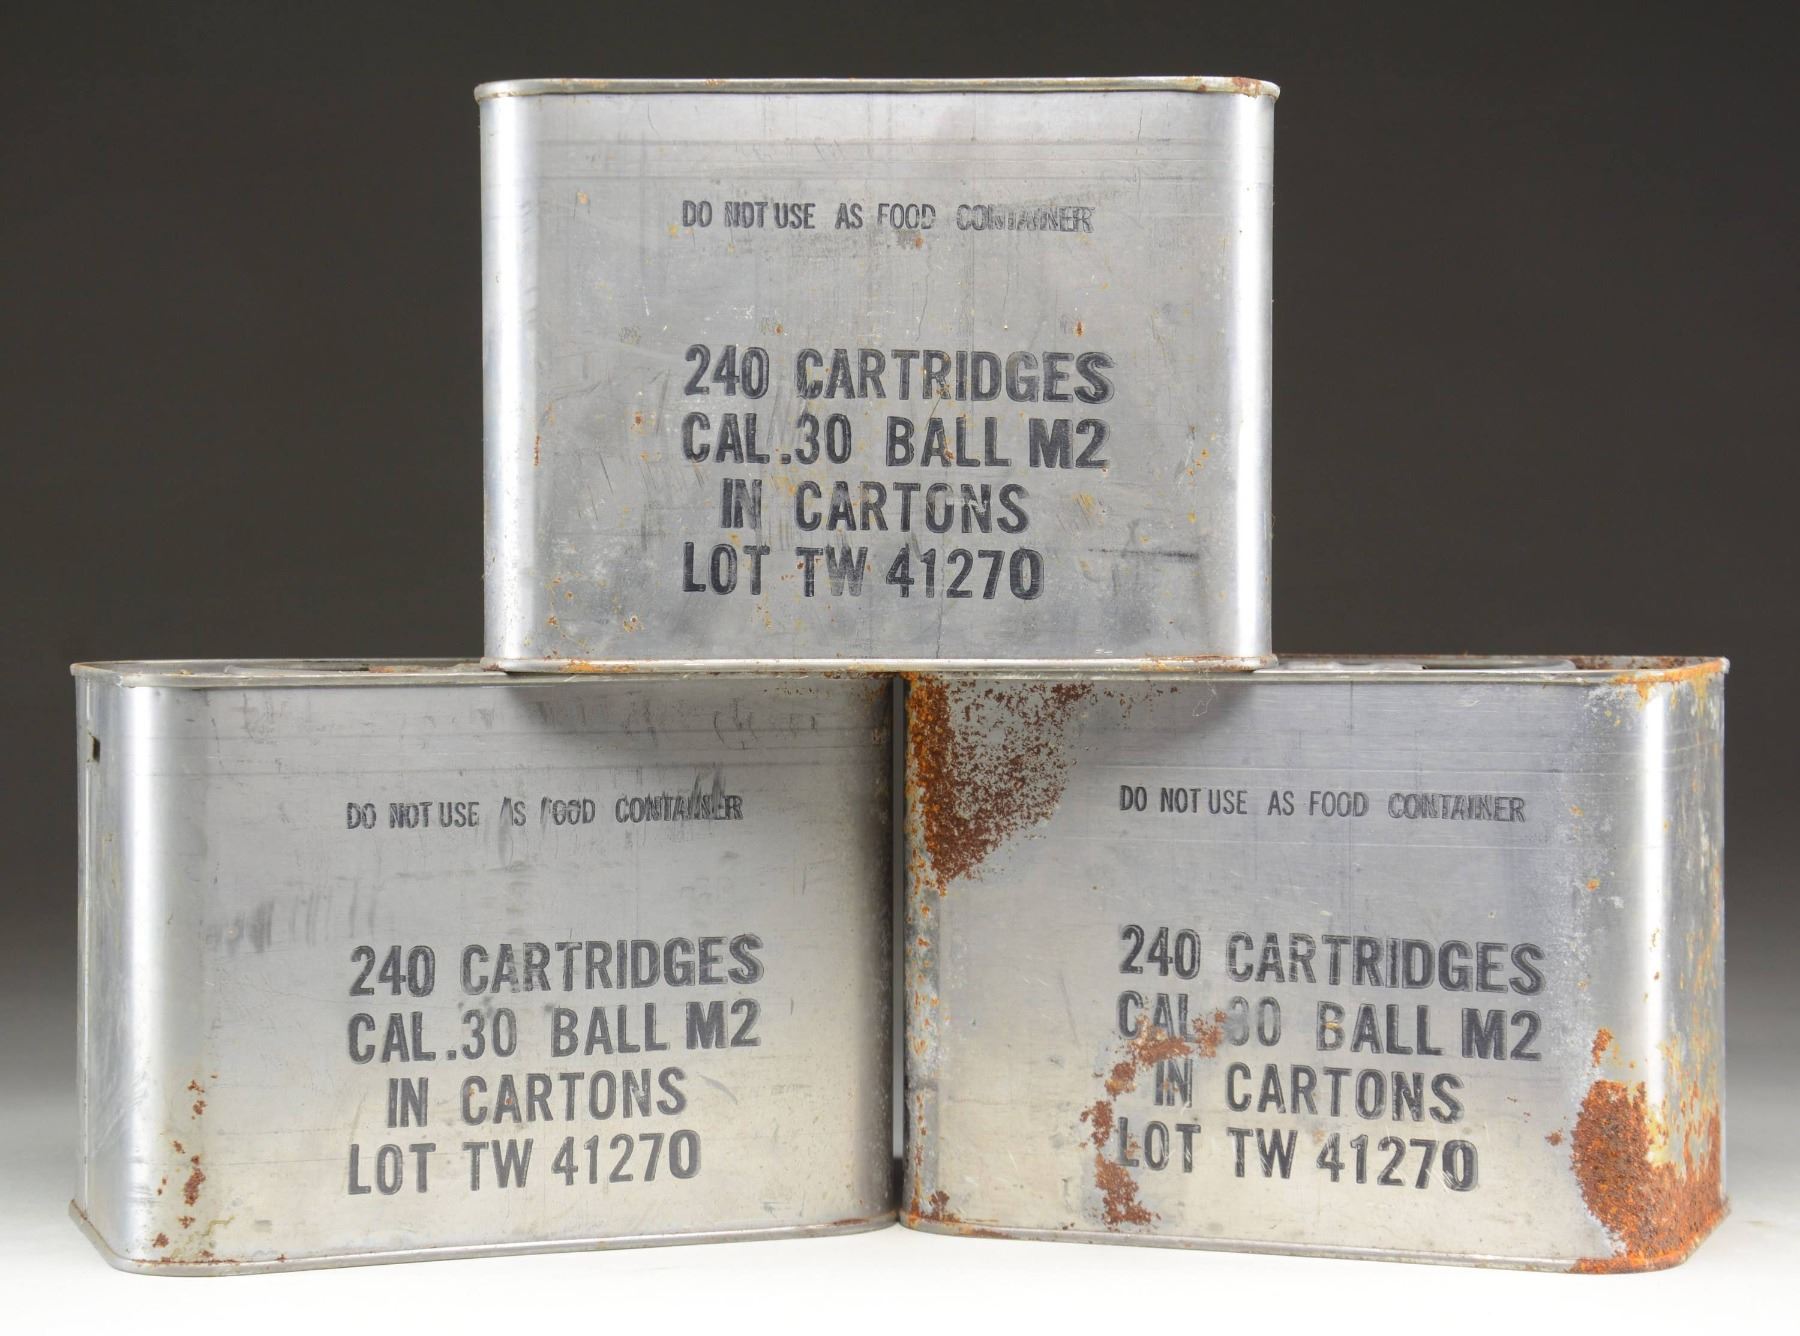 DO NOT USE AS FOOD CONTAINER
240 CARTRIDGES
CAL .30 BALL M2
IN CARTONS
LOT TW 41270
DO NOT USE AS FOOD CONTAINER
240 CARTRIDGES
CAL .30 BALL M2
IN CARTONS
LOT TW 41270
DO NOT USE AS FOOD CONTAINER
240 CARTRIDGES
CAL .30 BALL M2
IN CARTONS
LOT TW 41270